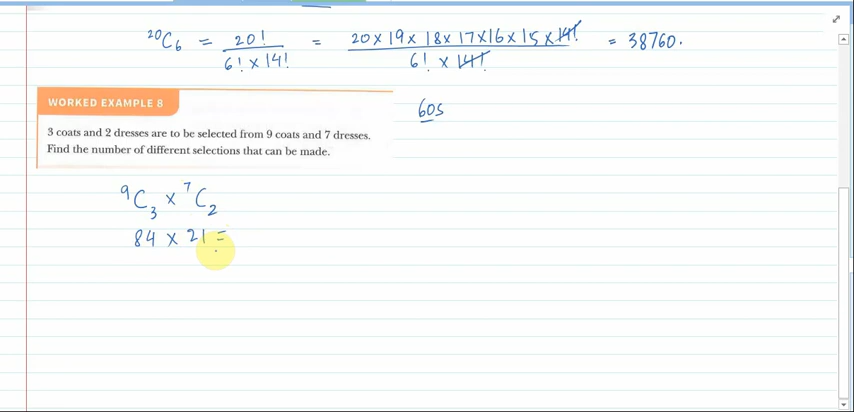 ²⁰C₆ = 20! / 6! × 14! = 20 × 19 × 18 × 17 × 16 × 15 × 14! / 6! × 14! = 38760.
WORKED EXAMPLE 8
60s
3 coats and 2 dresses are to be selected from 9 coats and 7 dresses.
Find the number of different selections that can be made.
⁹C₃ × ⁷C₂
84 × 21 =